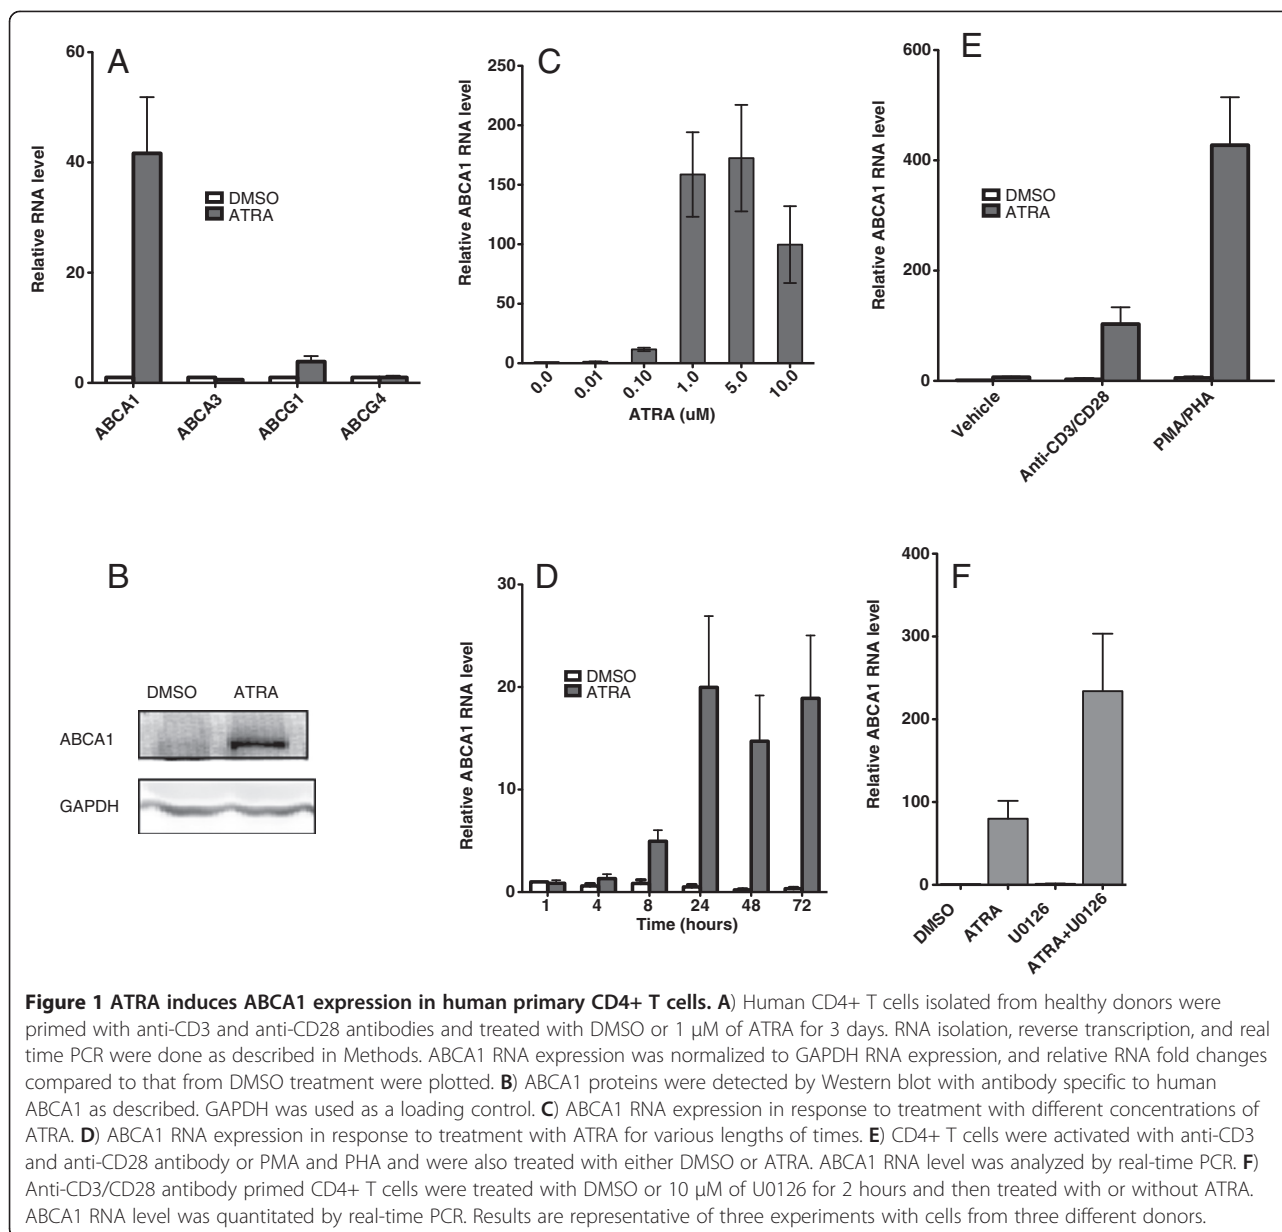 A
60
40
20
0
Relative RNA level
DMSO
ATRA
ABCA1
ABCA3
ABCG1
ABCG4
C
250
200
150
100
50
0
Relative ABCA1 RNA level
0.0
0.01
0.10
1.0
5.0
10.0
ATRA (uM)
E
600
400
200
0
Relative ABCA1 RNA level
DMSO
ATRA
Vehicle
Anti-CD3/CD28
PMA/PHA
B
DMSO ATRA
ABCA1
GAPDH
D
30
20
10
0
Relative ABCA1 RNA level
DMSO
ATRA
1 4 8 24 48 72
Time (hours)
F
400
300
200
100
0
Relative ABCA1 RNA level
DMSO
ATRA
U0126
ATRA+U0126
Figure 1 ATRA induces ABCA1 expression in human primary CD4+ T cells. A) Human CD4+ T cells isolated from healthy donors were
primed with anti-CD3 and anti-CD28 antibodies and treated with DMSO or 1 μM of ATRA for 3 days. RNA isolation, reverse transcription, and real
time PCR were done as described in Methods. ABCA1 RNA expression was normalized to GAPDH RNA expression, and relative RNA fold changes
compared to that from DMSO treatment were plotted. B) ABCA1 proteins were detected by Western blot with antibody specific to human
ABCA1 as described. GAPDH was used as a loading control. C) ABCA1 RNA expression in response to treatment with different concentrations of
ATRA. D) ABCA1 RNA expression in response to treatment with ATRA for various lengths of times. E) CD4+ T cells were activated with anti-CD3
and anti-CD28 antibody or PMA and PHA and were also treated with either DMSO or ATRA. ABCA1 RNA level was analyzed by real-time PCR. F)
Anti-CD3/CD28 antibody primed CD4+ T cells were treated with DMSO or 10 μM of U0126 for 2 hours and then treated with or without ATRA.
ABCA1 RNA level was quantitated by real-time PCR. Results are representative of three experiments with cells from three different donors.